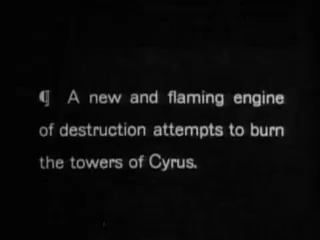 ¶ A new and flaming engine
of destruction attempts to burn
the towers of Cyrus.